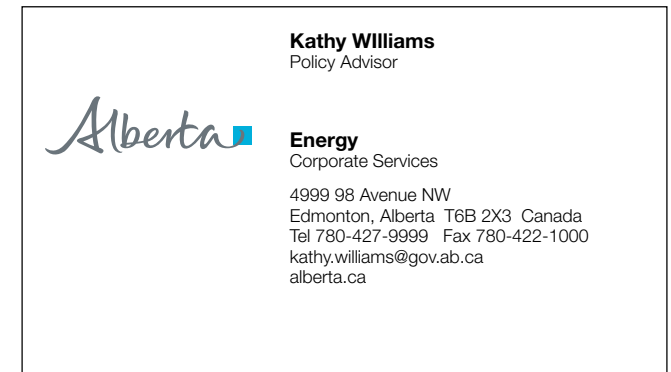 Kathy WIlliams
Policy Advisor
Alberta
Energy
Corporate Services
4999 98 Avenue NW
Edmonton, Alberta  T6B 2X3  Canada
Tel 780-427-9999   Fax 780-422-1000
kathy.williams@gov.ab.ca
alberta.ca